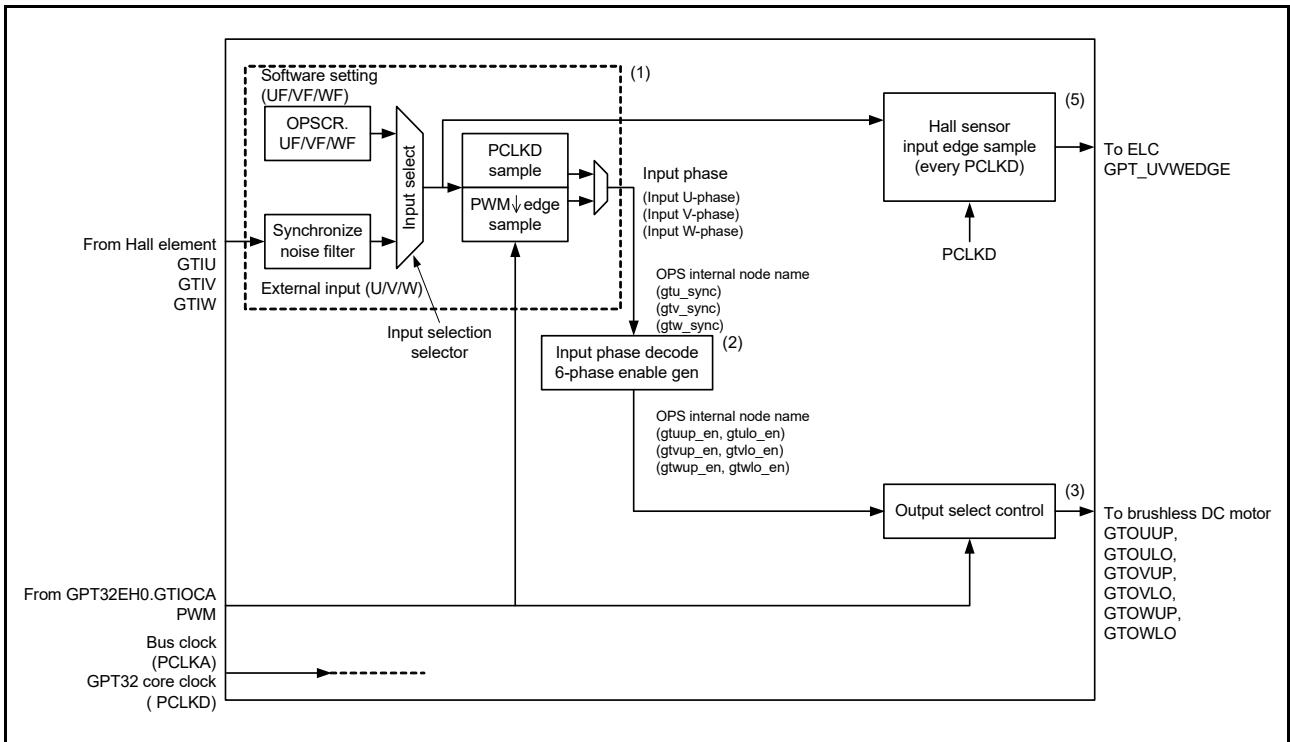 Software setting
(UF/VF/WF)
(1)
OPSCR.
UF/VF/WF
Input select
PCLKD
sample
PWM↓edge
sample
Synchronize
noise filter
External input (U/V/W)
From Hall element
GTIU
GTIV
GTIW
Input selection
selector
Input phase
(Input U-phase)
(Input V-phase)
(Input W-phase)
OPS internal node name
(gtu_sync)
(gtv_sync)
(gtw_sync)
(2)
Input phase decode
6-phase enable gen
OPS internal node name
(gtuup_en, gtulo_en)
(gtvup_en, gtvlo_en)
(gtwup_en, gtwlo_en)
(5)
Hall sensor
input edge sample
(every PCLKD)
PCLKD
To ELC
GPT_UVWEDGE
(3)
Output select control
To brushless DC motor
GTOUUP,
GTOULO,
GTOVUP,
GTOVLO,
GTOWUP,
GTOWLO
From GPT32EH0.GTIOCA
PWM
Bus clock
(PCLKA)
GPT32 core clock
( PCLKD)